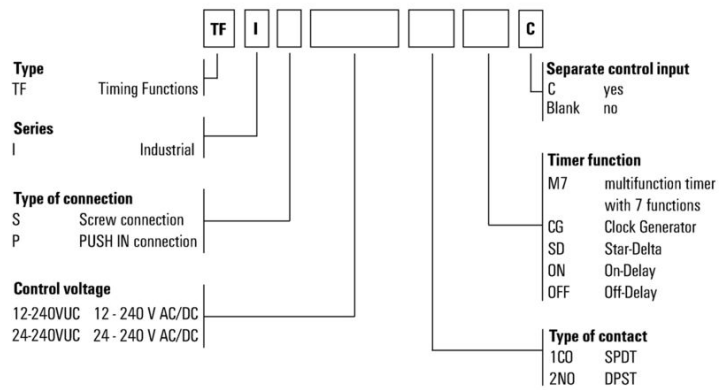 TF I C
Type
TF Timing Functions
Series
I Industrial
Type of connection
S Screw connection
P PUSH IN connection
Control voltage
12-240VUC 12 - 240 V AC/DC
24-240VUC 24 - 240 V AC/DC
Separate control input
C yes
Blank no
Timer function
M7 multifunction timer
with 7 functions
CG Clock Generator
SD Star-Delta
ON On-Delay
OFF Off-Delay
Type of contact
1CO SPDT
2NO DPST